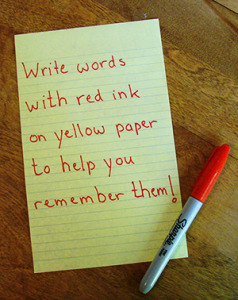 Write words
with red ink
on yellow paper
to help you
remember them!
Sharpie